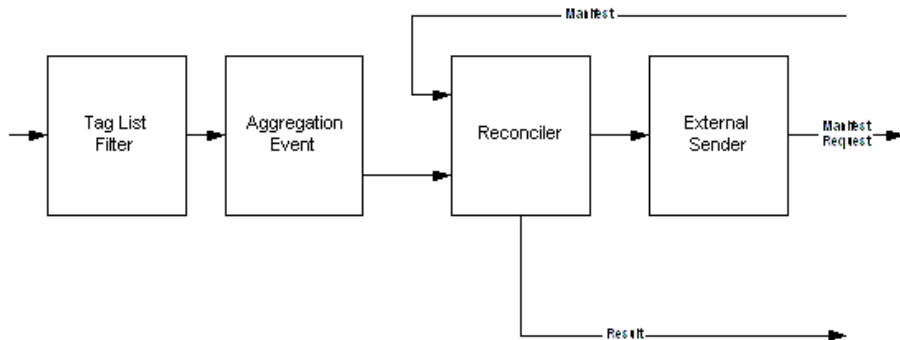 Manifest
Tag List
Filter
Aggregation
Event
Reconciler
External
Sender
Manifest
Request
Result